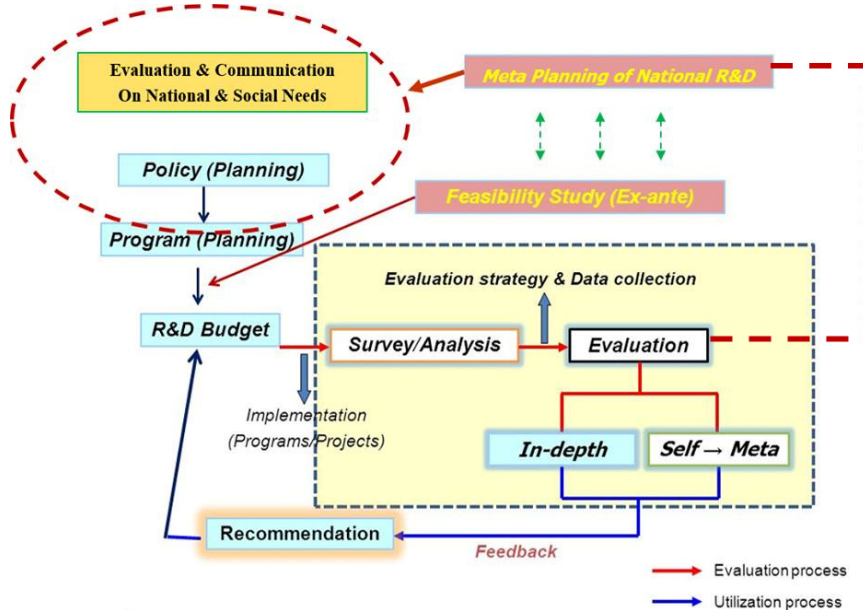 Evaluation & Communication
On National & Social Needs
Meta Planning of National R&D
Policy (Planning)
Feasibility Study (Ex-ante)
Program (Planning)
Evaluation strategy & Data collection
R&D Budget
Survey/Analysis
Evaluation
Implementation
(Programs/Projects)
In-depth
Self → Meta
Recommendation
Feedback
Evaluation process
Utilization process